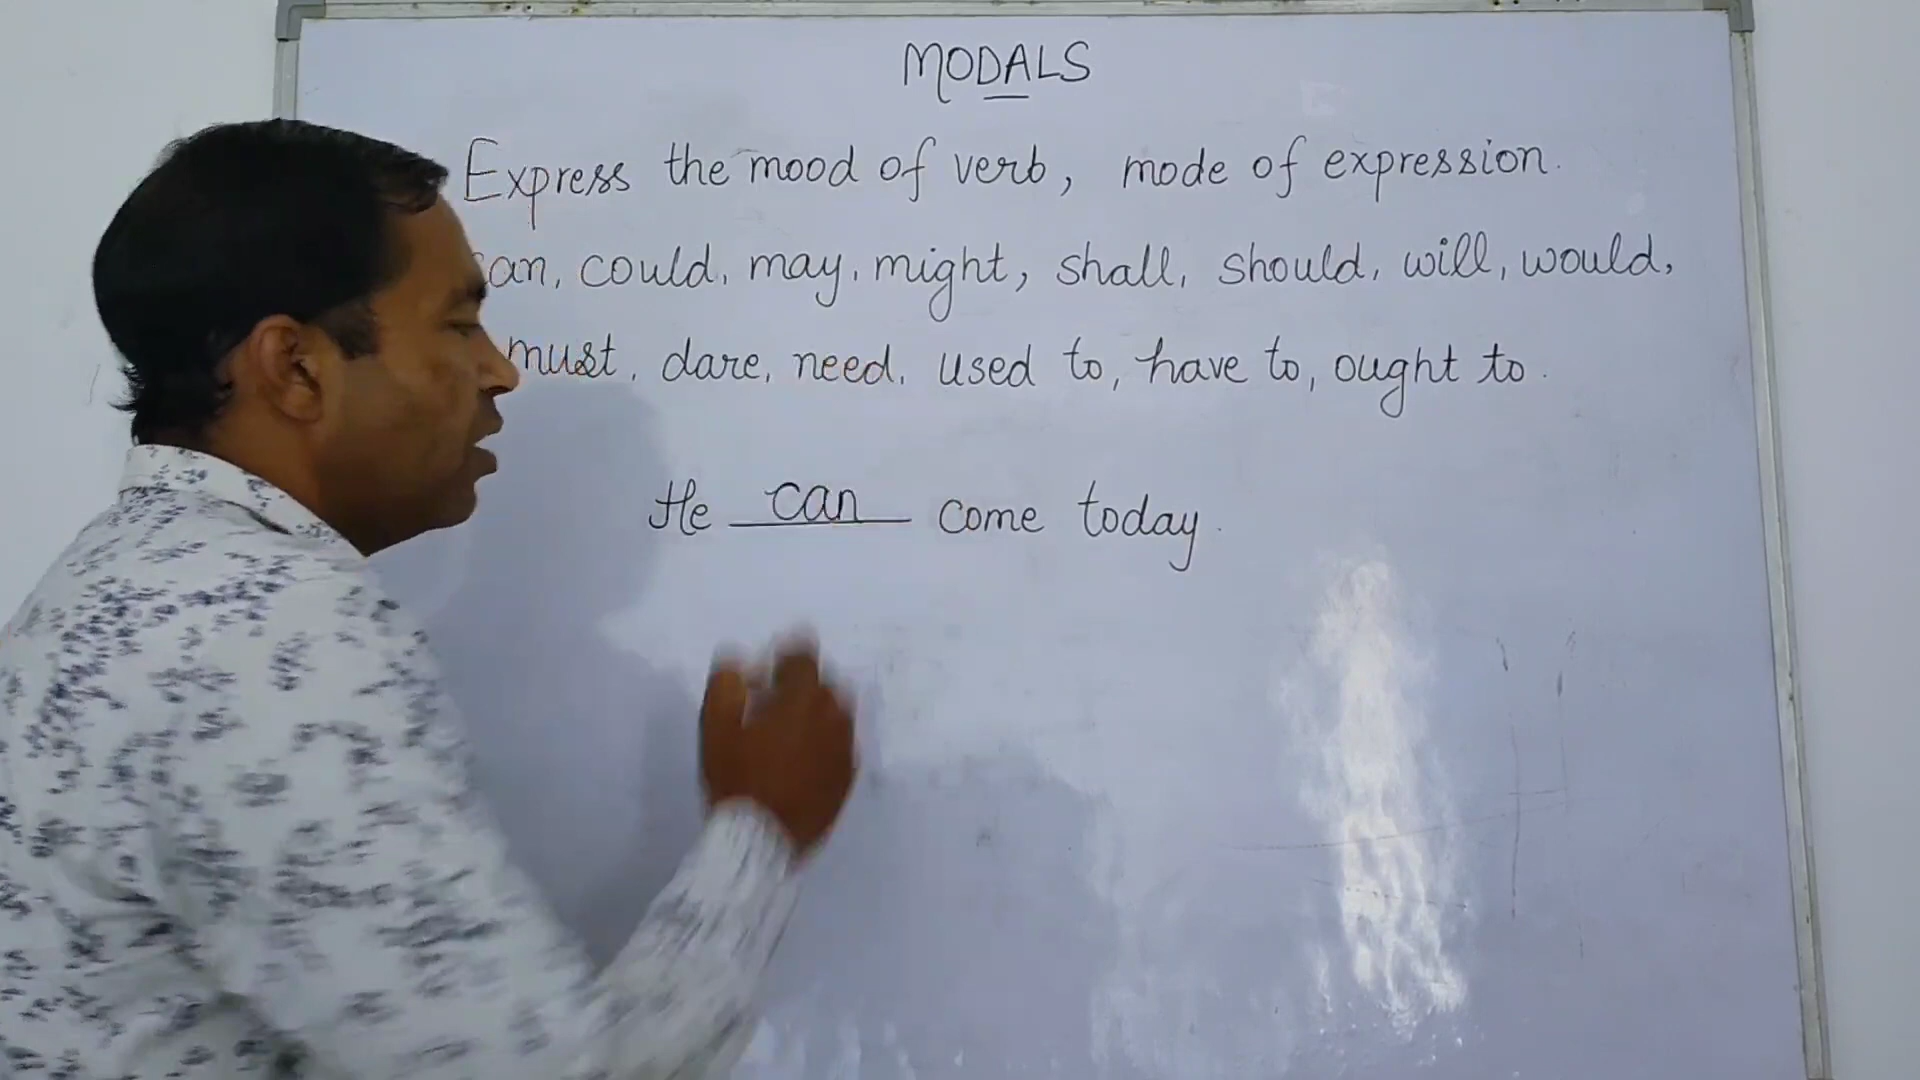 MODALS
Express the mood of verb, mode of expression.
can, could, may, might, shall, should, will, would,
must, dare, need, used to, have to, ought to.
He can come today.